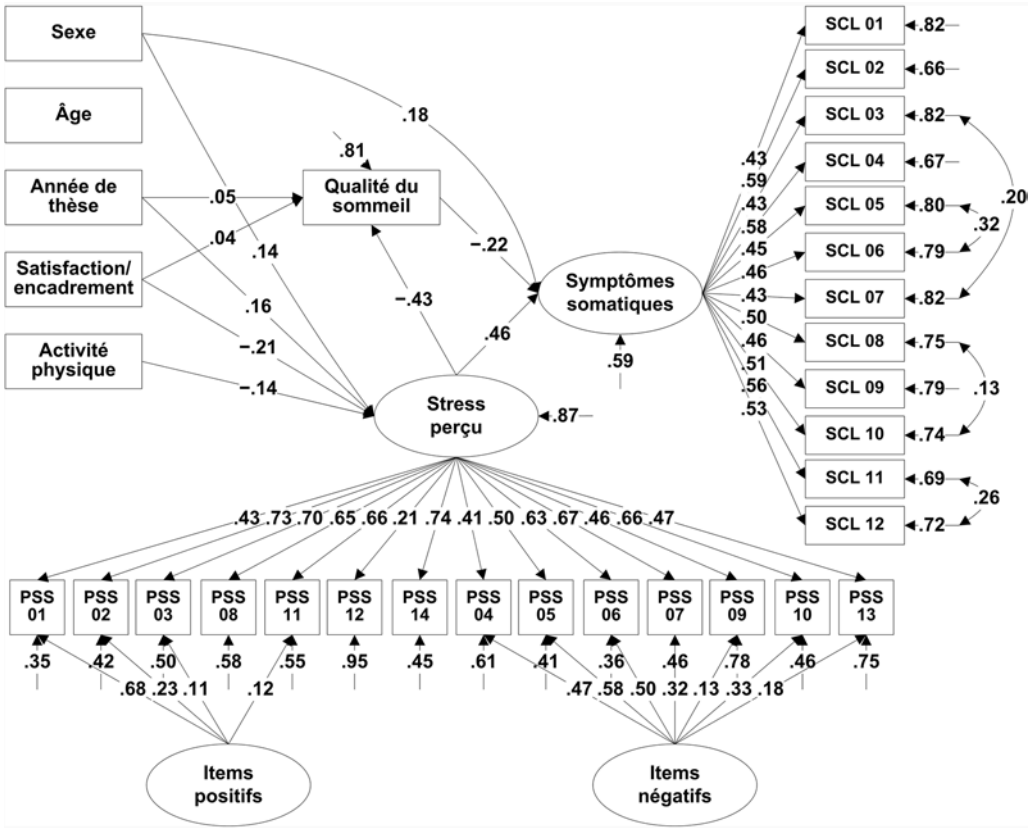 Sexe
Âge
Année de
thèse
Satisfaction/
encadrement
Activité
physique
.81
Qualité du
sommeil
.18
.05
.04
.14
.16
−.21
−.14
−.43
−.22
.46
Symptômes
somatiques
.59
Stress
perçu
.87
.43
.59
.43
.58
.45
.46
.43
.50
.46
.51
.56
.53
SCL 01
.82
SCL 02
.66
SCL 03
.82
SCL 04
.67
SCL 05
.80
SCL 06
.79
SCL 07
.82
SCL 08
.75
SCL 09
.79
SCL 10
.74
SCL 11
.69
SCL 12
.72
.20
.32
.13
.26
.43 .73 .70 .65 .66 .21 .74 .41 .50 .63 .67 .46 .66 .47
PSS
01
PSS
02
PSS
03
PSS
08
PSS
11
PSS
12
PSS
14
PSS
04
PSS
05
PSS
06
PSS
07
PSS
09
PSS
10
PSS
13
.35 .42 .50 .58 .55 .95 .45 .61 .41 .36 .46 .78 .46 .75
.68 .23 .11 .12
.47 .58 .50 .32 .13 .33 .18
Items
positifs
Items
négatifs